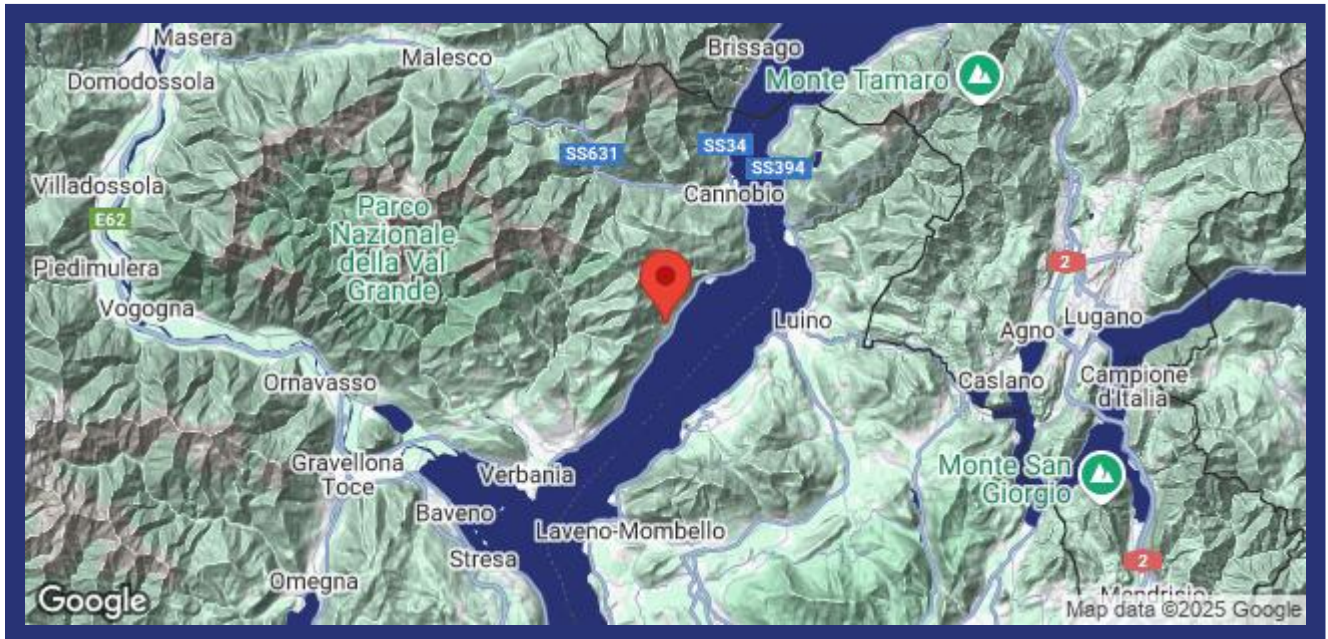 Masera
Domodossola
Malesco
Brissago
Monte Tamaro
SS631
SS34
SS394
Villadossola
E62
Parco
Nazionale
della Val
Grande
Cannobio
Piedimulera
Vogogna
2
Lugano
Luino
Agno
Ornavasso
Caslano
Campione
d'Italia
Gravellona
Toce
Verbania
Monte San
Giorgio
Baveno
Laveno-Mombello
Stresa
Omegna
2
Mendrisio
Google
Map data ©2025 Google